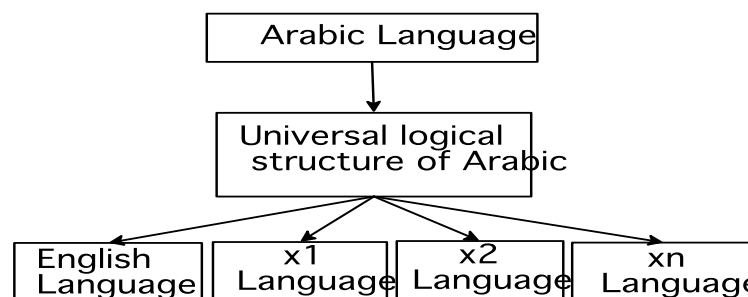 Arabic Language
Universal logical
structure of Arabic
English
Language
x1
Language
x2
Language
xn
Language